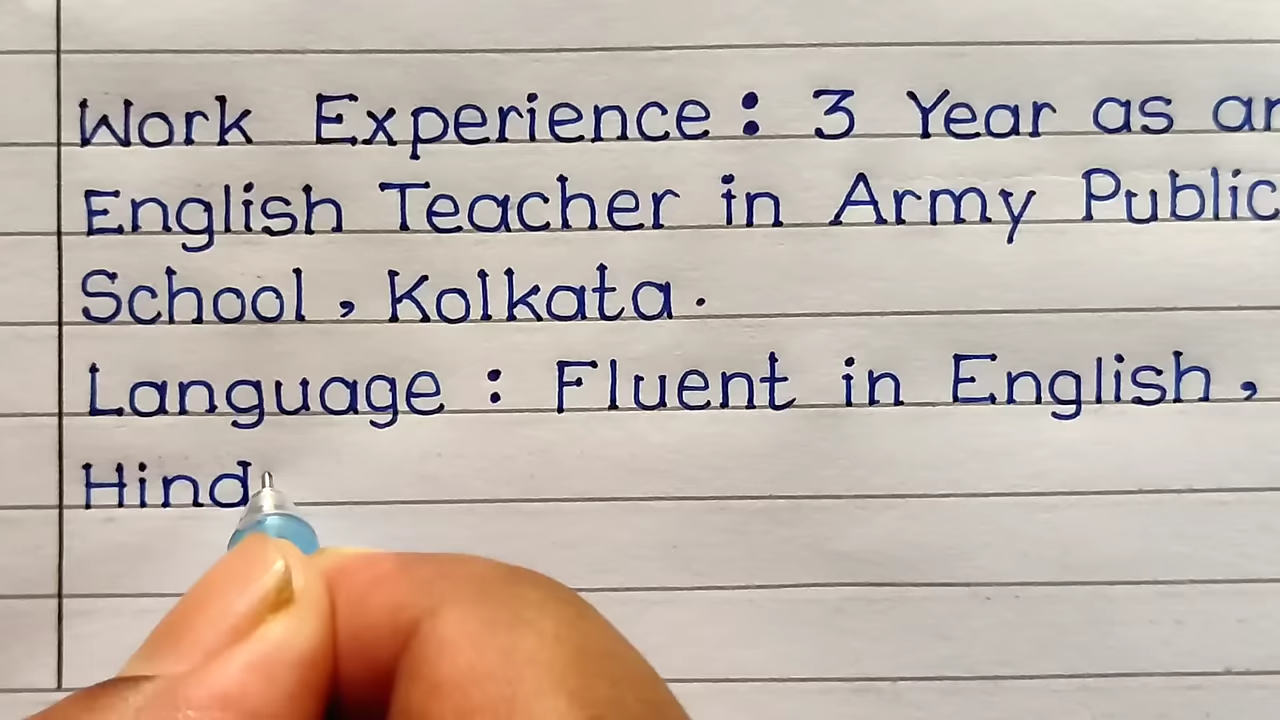 Work Experience : 3 Year as an
English Teacher in Army Public
School , Kolkata .
Language : Fluent in English ,
Hind